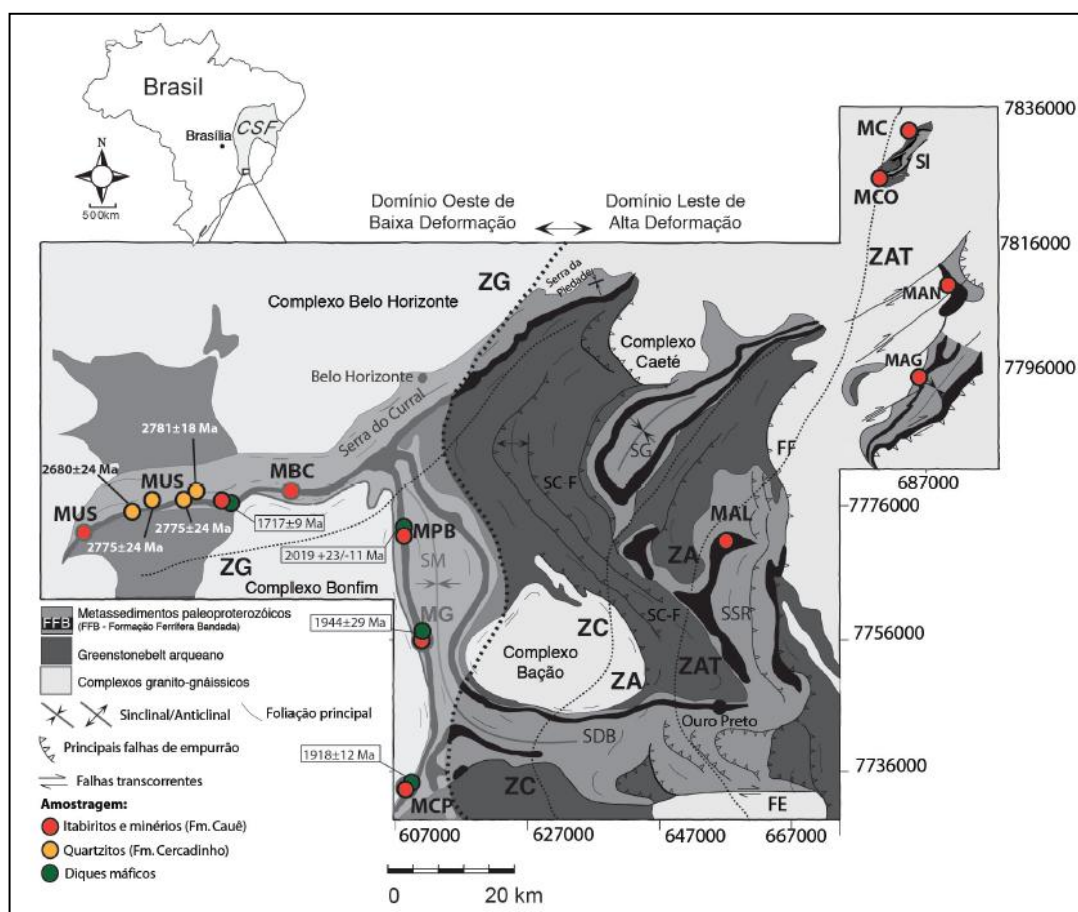 Brasil
CSF
Brasília
N
500km
7836000
MC
SI
MCO
Domínio Oeste de
Baixa Deformação
Domínio Leste de
Alta Deformação
ZAT
7816000
ZG
Serra da
Piedade
Complexo Belo Horizonte
MAN
Complexo
Caeté
7796000
MAG
Belo Horizonte
Serra do Curral
2781±18 Ma
FF
SG
2680±24 Ma
MUS
MBC
687000
SC-F
7776000
MUS
MAL
2775±24 Ma
1717±9 Ma
2775±24 Ma
MPB
ZA
2019 +23/-11 Ma
ZG
SM
Complexo Bonfim
SSR
MG
SC-F
FFB
Metassedimentos paleoproterozóicos
(FFB - Formação Ferrífera Bandada)
1944±29 Ma
ZC
7756000
Greenstonebelt arqueano
Complexo
Bação
ZAT
ZA
Complexos granito-gnáissicos
Sinclinal/Anticlinal
Foliação principal
Ouro Preto
SDB
Principais falhas de empurrão
1918±12 Ma
7736000
Falhas transcorrentes
ZC
MCP
FE
Amostragem:
Itabiritos e minérios (Fm. Cauê)
607000
627000
647000
667000
Quartzitos (Fm. Cercadinho)
Diques máficos
0
20 km